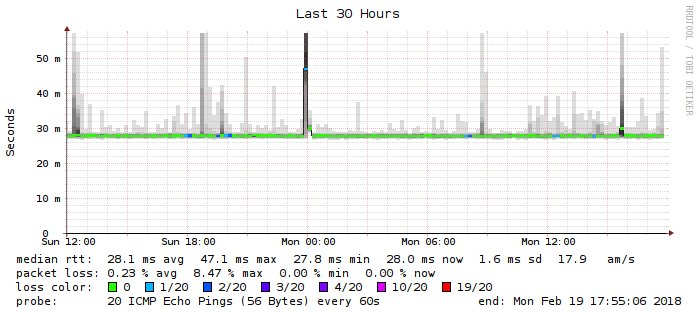 Last 30 Hours
RRDTOOL / TOBI OETIKER
Seconds
50 m
40 m
30 m
20 m
10 m
0
Sun 12:00 Sun 18:00 Mon 00:00 Mon 06:00 Mon 12:00
median rtt: 28.1 ms avg 47.1 ms max 27.8 ms min 28.0 ms now 1.6 ms sd 17.9 am/s
packet loss: 0.23 % avg 8.47 % max 0.00 % min 0.00 % now
loss color: 0 1/20 2/20 3/20 4/20 10/20 19/20
probe: 20 ICMP Echo Pings (56 Bytes) every 60s end: Mon Feb 19 17:55:06 2018